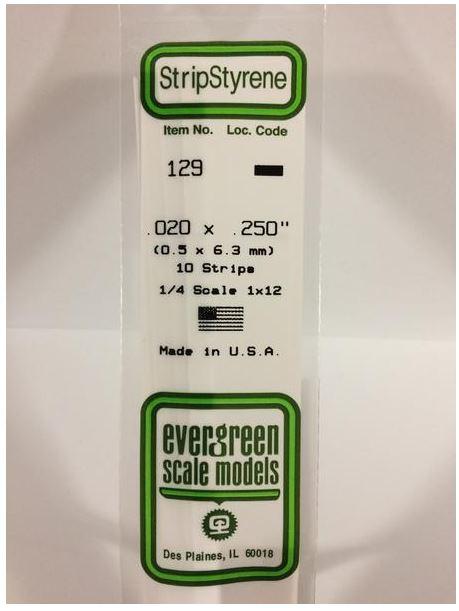 StripStyrene
Item No. Loc. Code
129
.020 x .250"
(0.5 x 6.3 mm)
10 Strips
1/4 Scale 1x12
Made in U.S.A.
evergreen
scale models
Des Plaines, IL 60018